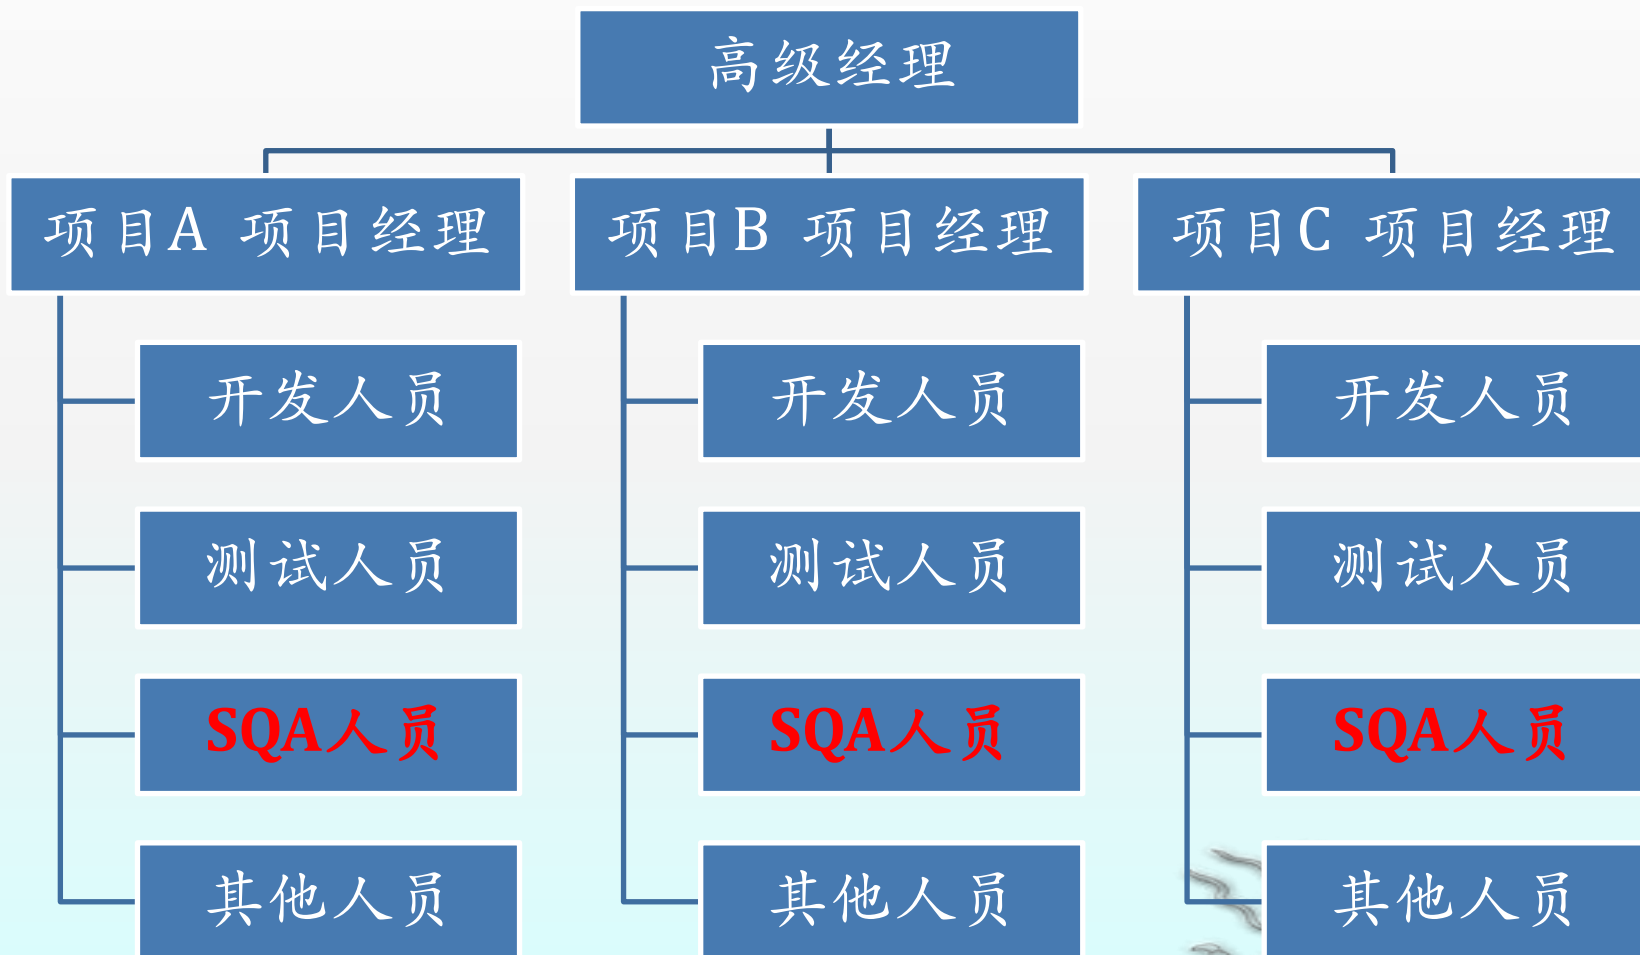 高级经理
项目A 项目经理
项目B 项目经理
项目C 项目经理
开发人员
开发人员
开发人员
测试人员
测试人员
测试人员
SQA人员
SQA人员
SQA人员
其他人员
其他人员
其他人员